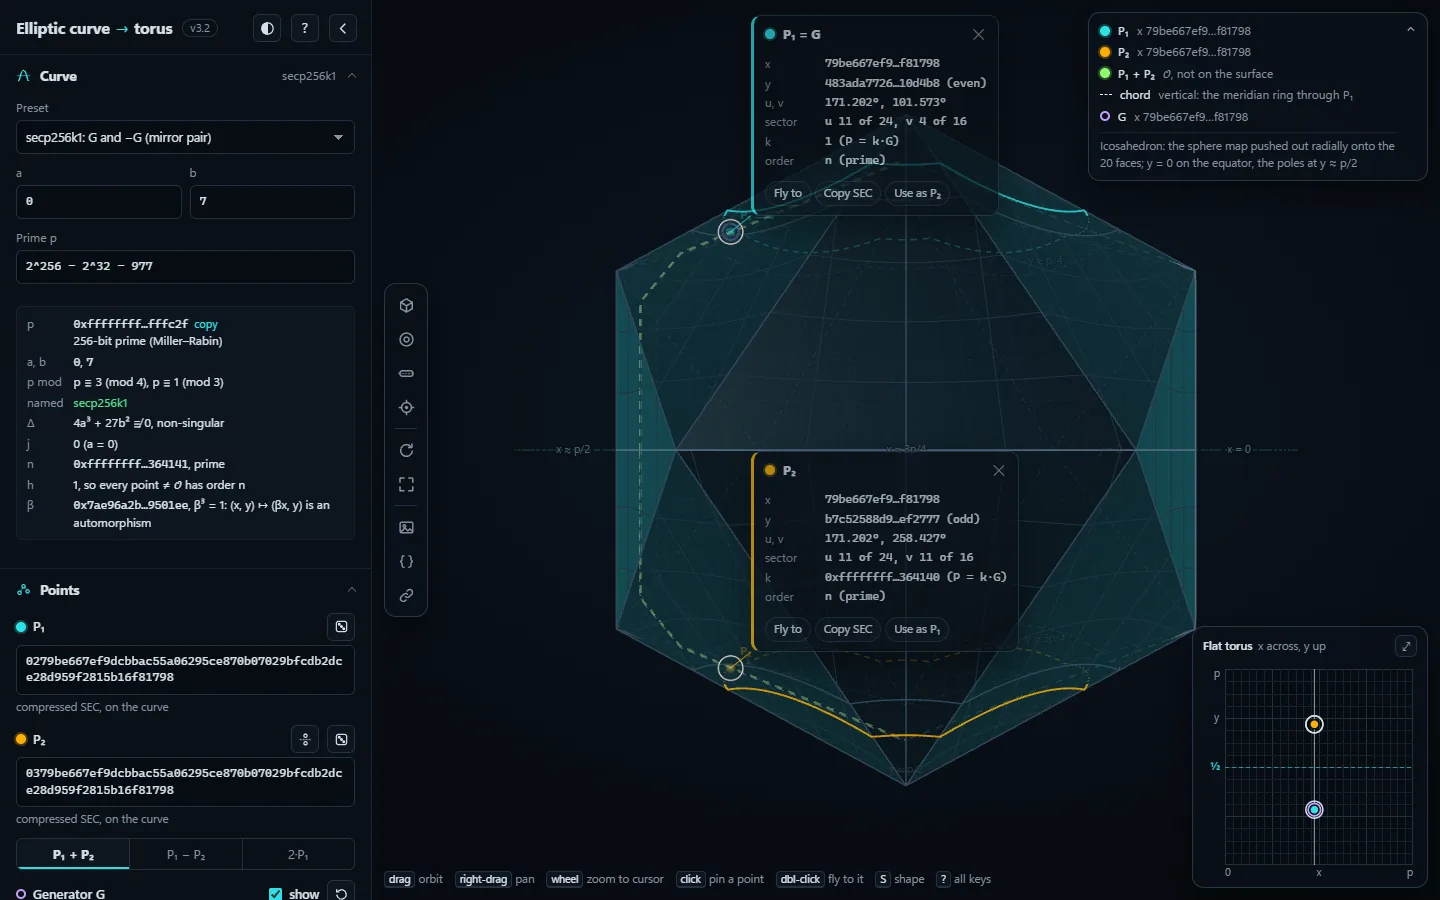 Elliptic curve → torus v3.2 ?
Curve secp256k1
Preset
secp256k1: G and −G (mirror pair)
a b
0 7
Prime p
2^256 − 2^32 − 977
p 0xffffffff…fffc2f copy
256-bit prime (Miller–Rabin)
a, b 0, 7
p mod p ≡ 3 (mod 4), p ≡ 1 (mod 3)
named secp256k1
Δ 4a³ + 27b² ≢ 0, non-singular
j 0 (a = 0)
n 0xffffffff…364141, prime
h 1, so every point ≠ 𝒪 has order n
β 0x7ae96a2b…9501ee, β³ = 1: (x, y) ↦ (βx, y) is an
automorphism
Points
P₁
0279be667ef9dcbbac55a06295ce870b07029bfcdb2dc
e28d959f2815b16f81798
compressed SEC, on the curve
P₂
0379be667ef9dcbbac55a06295ce870b07029bfcdb2dc
e28d959f2815b16f81798
compressed SEC, on the curve
P₁ + P₂ P₁ − P₂ 2·P₁
Generator G show
P₁ = G
x 79be667ef9…f81798
y 483ada7726…10d4b8 (even)
u, v 171.202°, 101.573°
sector u 11 of 24, v 4 of 16
k 1 (P = k·G)
order n (prime)
Fly to Copy SEC Use as P₂
x ≈ p/2
x = 0
P₂
x 79be667ef9…f81798
y b7c52588d9…ef2777 (odd)
u, v 171.202°, 258.427°
sector u 11 of 24, v 11 of 16
k 0xffffffff…364140 (P = k·G)
order n (prime)
Fly to Copy SEC Use as P₁
P₁ x 79be667ef9…f81798
P₂ x 79be667ef9…f81798
P₁ + P₂ 𝒪, not on the surface
chord vertical: the meridian ring through P₁
G x 79be667ef9…f81798
Icosahedron: the sphere map pushed out radially onto the
20 faces; y = 0 on the equator, the poles at y ≈ p/2
Flat torus x across, y up
p
y
½
0 x p
drag orbit right-drag pan wheel zoom to cursor click pin a point dbl-click fly to it S shape ? all keys